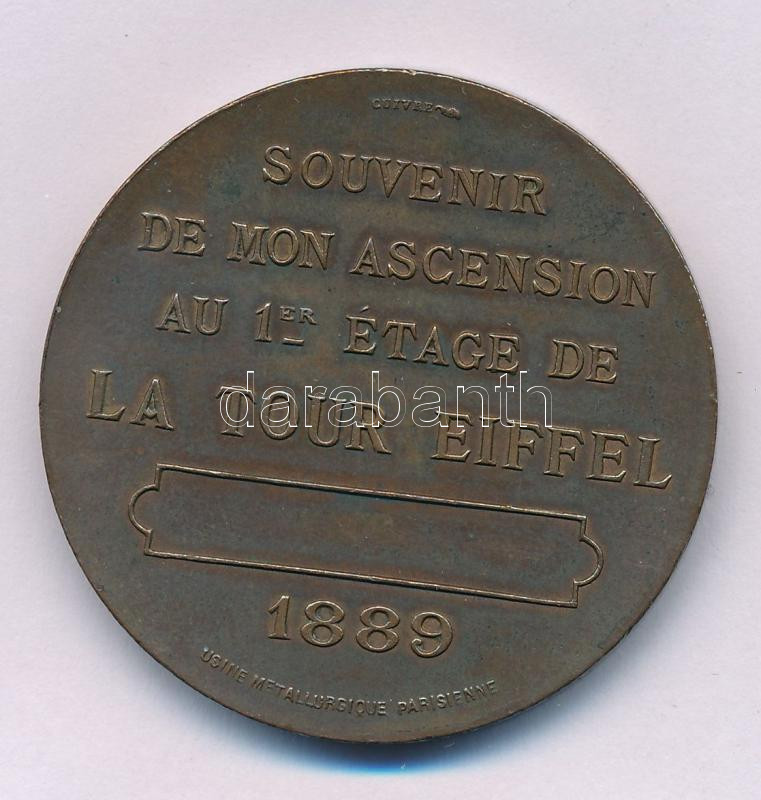 CUIVRE
SOUVENIR
DE MON ASCENSION
AU 1ER ÉTAGE DE
LA TOUR EIFFEL
darabanth
1889
USINE METALLURGIQUE PARISIENNE